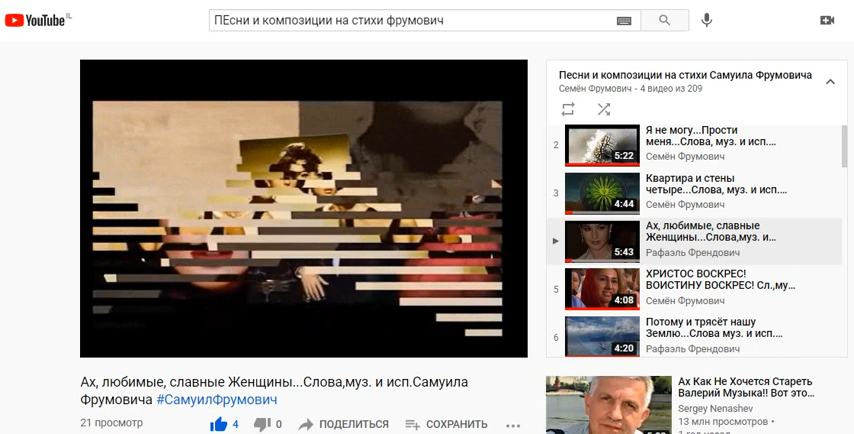 YouTube IL
ПЕсни и композиции на стихи фрумович
Песни и композиции на стихи Самуила Фрумовича
Семён Фрумович - 4 видео из 209
2
5:22
Я не могу...Прости
меня...Слова, муз. и исп....
Семён Фрумович
3
4:44
Квартира и стены
четыре...Слова, муз. и исп....
Семён Фрумович
5:43
Ах, любимые, славные
Женщины...Слова,муз. и...
Рафаэль Френдович
5
4:08
ХРИСТОС ВОСКРЕС!
ВОИСТИНУ ВОСКРЕС! Сл.,му...
Семён Фрумович
6
4:20
Потому и трясёт нашу
Землю...Слова муз. и исп....
Рафаэль Френдович
Ах, любимые, славные Женщины...Слова,муз. и исп.Самуила
Фрумовича #СамуилФрумович
21 просмотр
4
0
ПОДЕЛИТЬСЯ
СОХРАНИТЬ
Ах Как Не Хочется Стареть
Валерий Музыка!! Вот это...
Sergey Nenashev
13 млн просмотров •